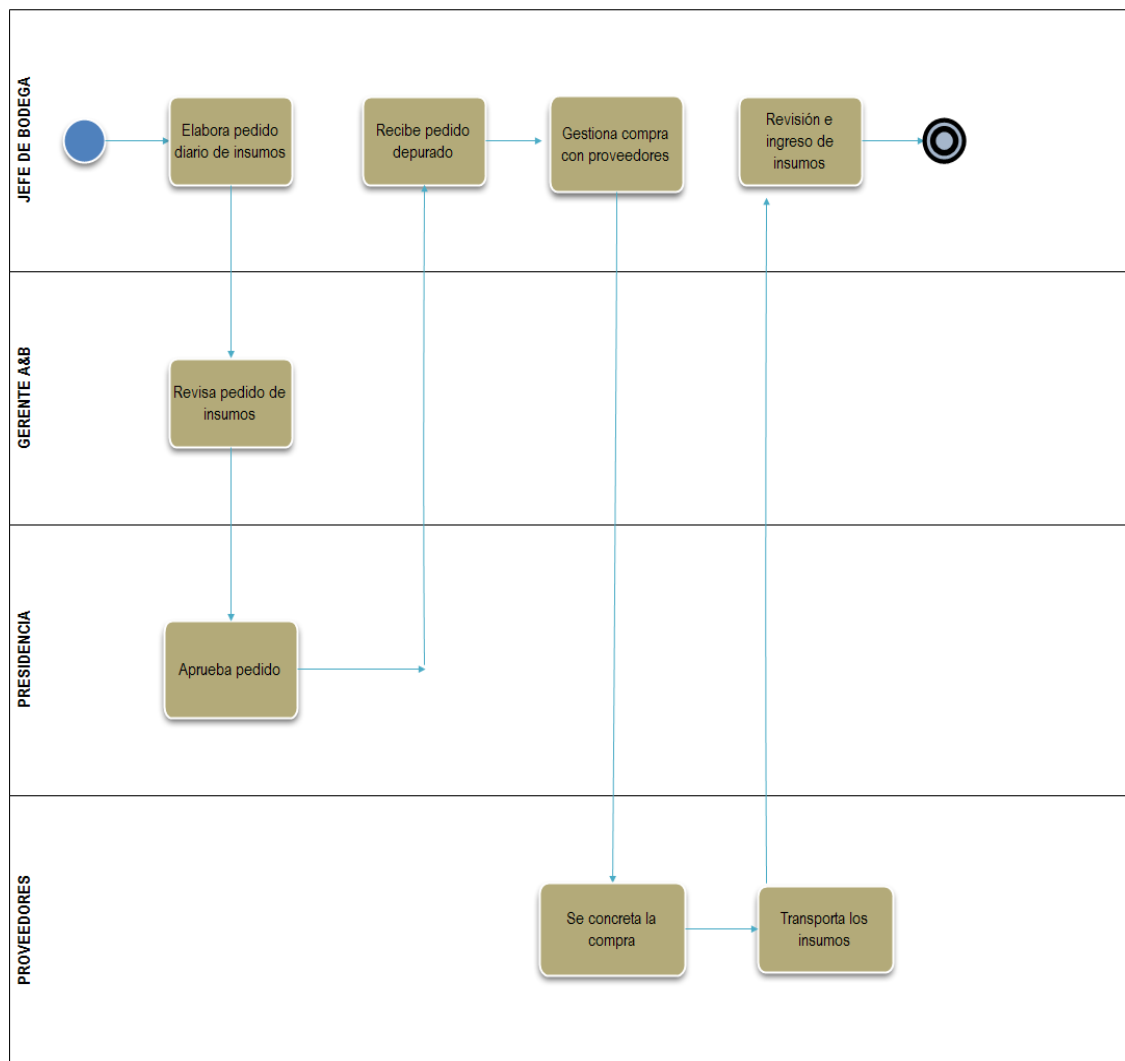 JEFE DE BODEGA
Elabora pedido
diario de insumos
Recibe pedido
depurado
Gestiona compra
con proveedores
Revisión e
ingreso de
insumos
GERENTE A&B
Revisa pedido de
insumos
PRESIDENCIA
Aprueba pedido
PROVEEDORES
Se concreta la
compra
Transporta los
insumos